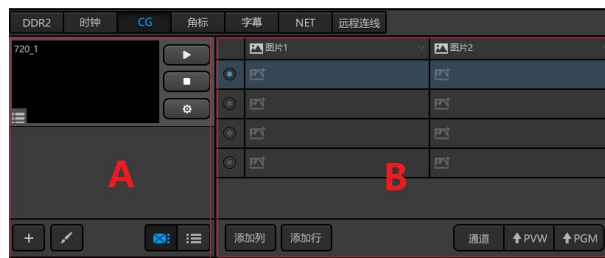 DDR2 时钟 CG 角标 字幕 NET 远程连线
720_1
图片1 图片2
A
B
添加列 添加行 通道 PVW PGM